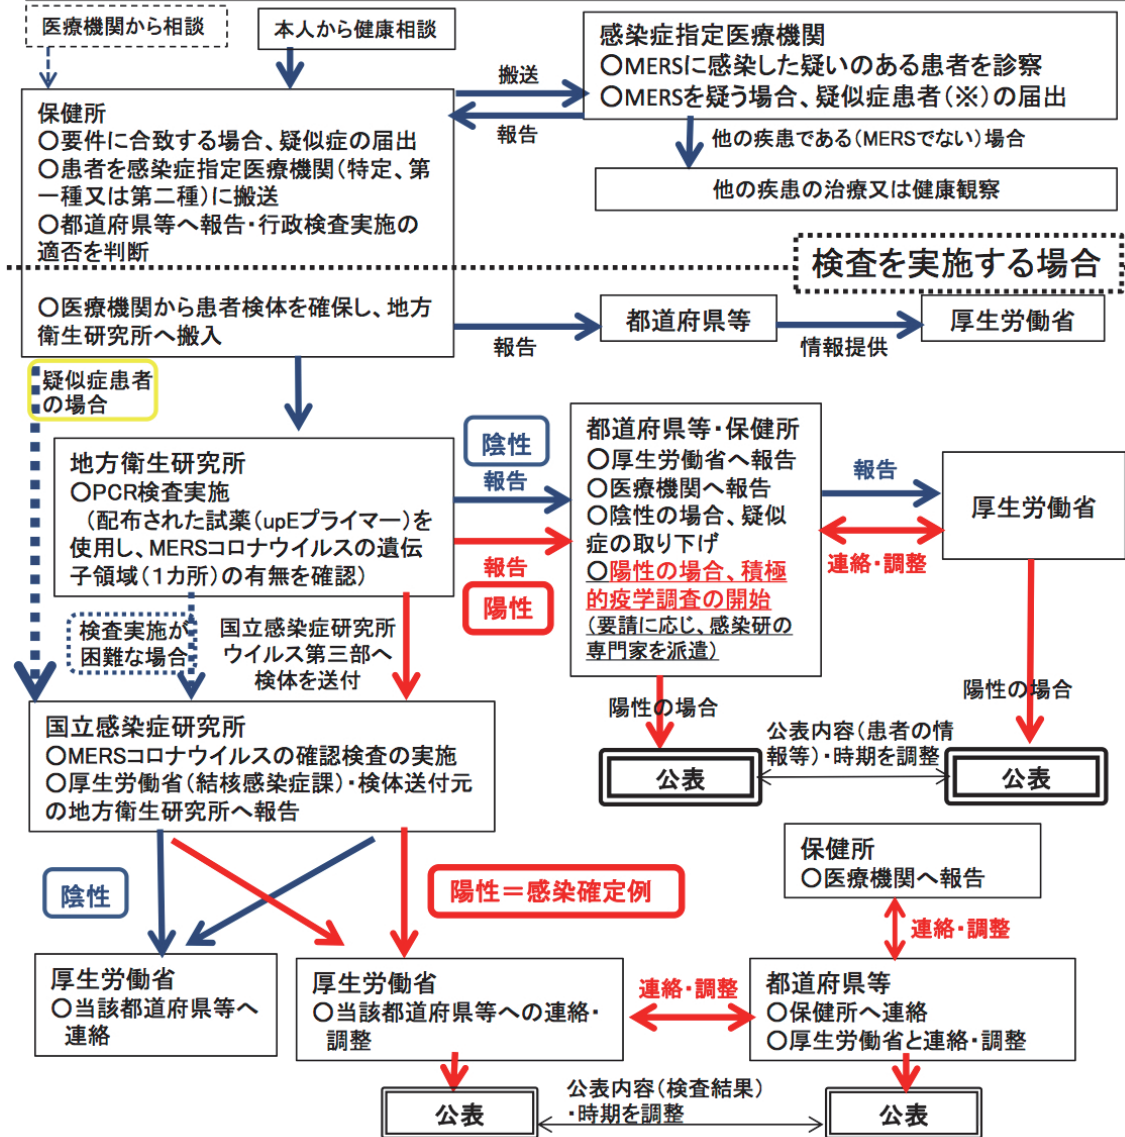 医療機関から相談
本人から健康相談
感染症指定医療機関
○MERSに感染した疑いのある患者を診察
○MERSを疑う場合、疑似症患者(※)の届出
搬送
報告
保健所
○要件に合致する場合、疑似症の届出
○患者を感染症指定医療機関(特定、第
一種又は第二種)に搬送
○都道府県等へ報告・行政検査実施の
適否を判断
他の疾患である(MERSでない)場合
他の疾患の治療又は健康観察
検査を実施する場合
○医療機関から患者検体を確保し、地方
衛生研究所へ搬入
報告
都道府県等
情報提供
厚生労働省
疑似症患者
の場合
地方衛生研究所
○PCR検査実施
(配布された試薬(upEプライマー)を
使用し、MERSコロナウイルスの遺伝
子領域(1カ所)の有無を確認)
陰性
報告
報告
陽性
都道府県等・保健所
○厚生労働省へ報告
○医療機関へ報告
○陰性の場合、疑似
症の取り下げ
○陽性の場合、積極
的疫学調査の開始
(要請に応じ、感染研の
専門家を派遣)
報告
連絡・調整
厚生労働省
検査実施が
困難な場合
国立感染症研究所
ウイルス第三部へ
検体を送付
陽性の場合
陽性の場合
公表
公表内容(患者の情
報等)・時期を調整
公表
国立感染症研究所
○MERSコロナウイルスの確認検査の実施
○厚生労働省(結核感染症課)・検体送付元
の地方衛生研究所へ報告
陰性
陽性=感染確定例
保健所
○医療機関へ報告
連絡・調整
厚生労働省
○当該都道府県等へ
連絡
厚生労働省
○当該都道府県等への連絡・
調整
連絡・調整
都道府県等
○保健所へ連絡
○厚生労働省と連絡・調整
公表
公表内容(検査結果)
・時期を調整
公表